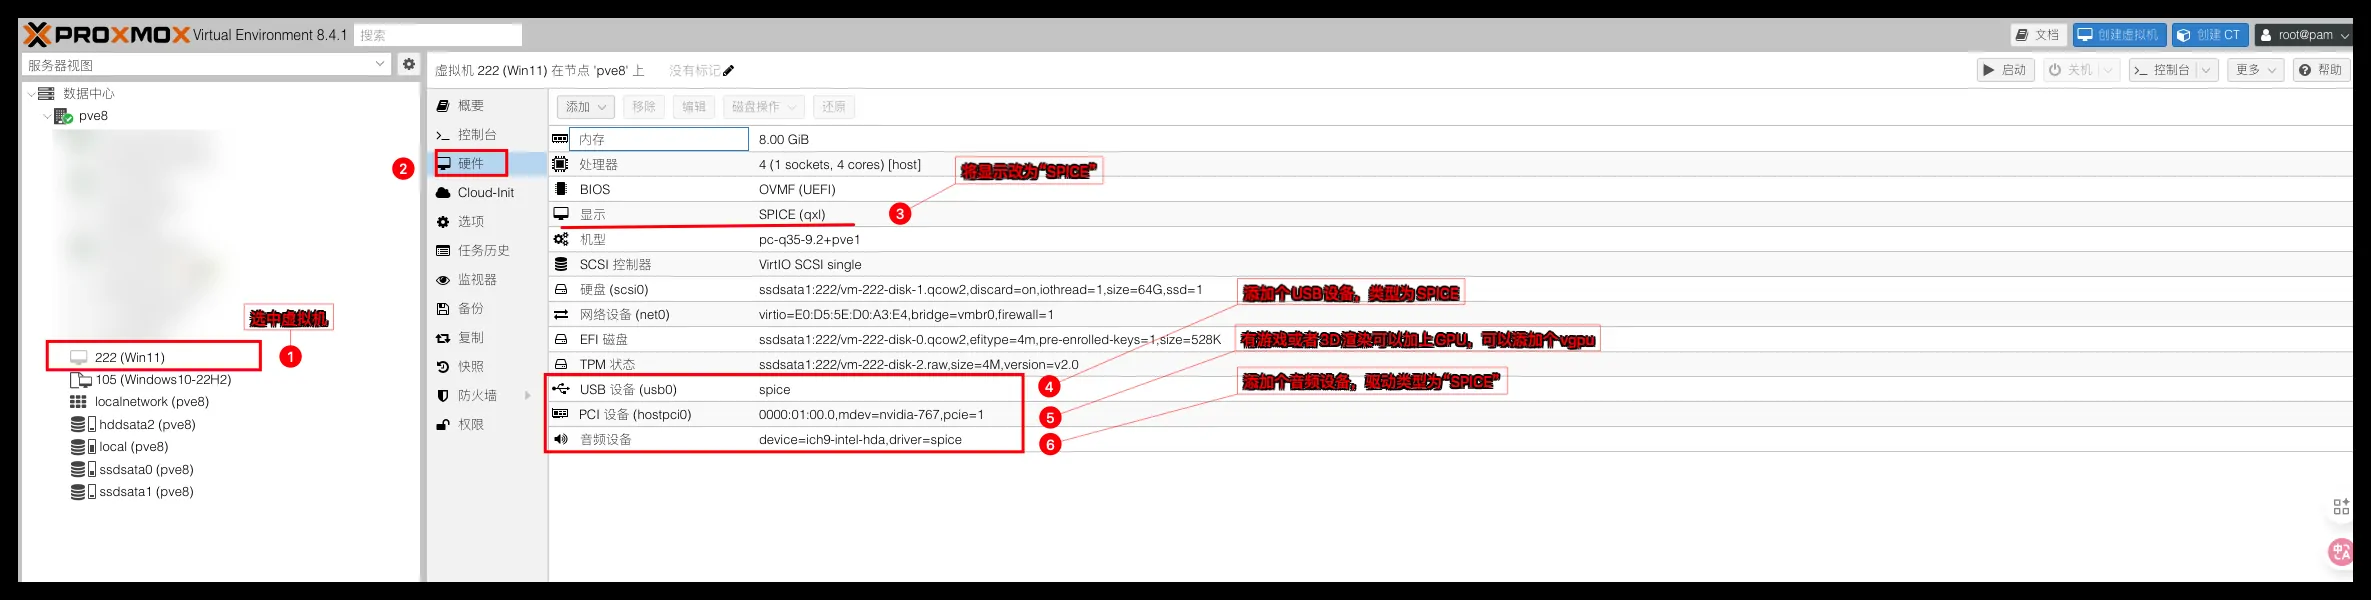 PROXMOX Virtual Environment 8.4.1 搜索 文档 创建虚拟机 创建 CT root@pam
服务器视图
数据中心
pve8
选中虚拟机
1
222 (Win11)
105 (Windows10-22H2)
localnetwork (pve8)
hddsata2 (pve8)
local (pve8)
ssdsata0 (pve8)
ssdsata1 (pve8)
虚拟机 222 (Win11) 在节点 'pve8' 上 没有标记 启动 关机 控制台 更多 帮助
概要
控制台
2 硬件
Cloud-Init
选项
任务历史
监视器
备份
复制
快照
防火墙
权限
添加 移除 编辑 磁盘操作 还原
内存 8.00 GiB
处理器 4 (1 sockets, 4 cores) [host]
将显示改为“SPICE”
BIOS OVMF (UEFI)
显示 SPICE (qxl) 3
机型 pc-q35-9.2+pve1
SCSI 控制器 VirtIO SCSI single
硬盘 (scsi0) ssdsata1:222/vm-222-disk-1.qcow2,discard=on,iothread=1,size=64G,ssd=1
添加个USB设备，类型为SPICE
网络设备 (net0) virtio=E0:D5:5E:D0:A3:E4,bridge=vmbr0,firewall=1
EFI 磁盘 ssdsata1:222/vm-222-disk-0.qcow2,efitype=4m,pre-enrolled-keys=1,size=528K
有游戏或者3D渲染可以加上GPU，可以添加个vgpu
TPM 状态 ssdsata1:222/vm-222-disk-2.raw,size=4M,version=v2.0
USB 设备 (usb0) spice 4
添加个音频设备，驱动类型为“SPICE”
PCI 设备 (hostpci0) 0000:01:00.0,mdev=nvidia-767,pcie=1 5
音频设备 device=ich9-intel-hda,driver=spice 6